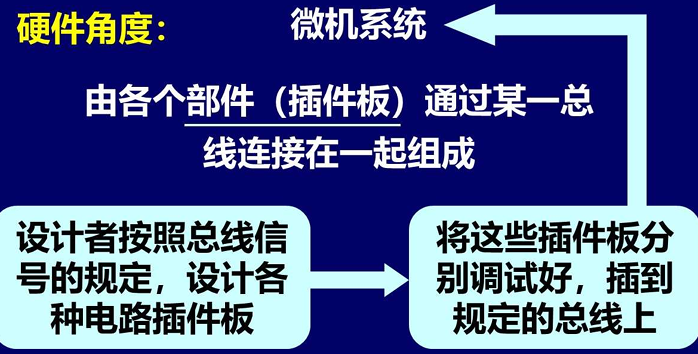 硬件角度：
微机系统
由各个部件（插件板）通过某一总
线连接在一起组成
设计者按照总线信
号的规定，设计各
种电路插件板
将这些插件板分
别调试好，插到
规定的总线上